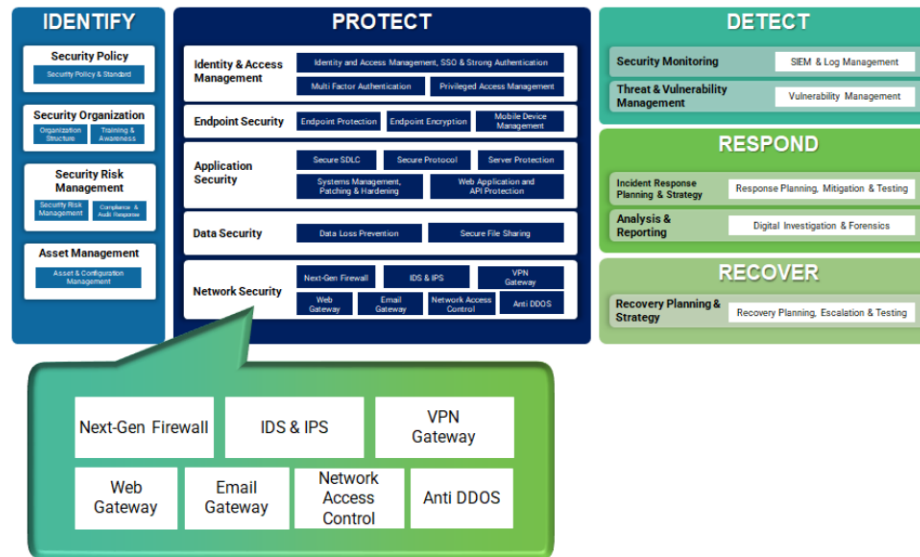 IDENTIFY
Security Policy
Security Policy & Standard
Security Organization
Organization
Structure
Training &
Awareness
Security Risk
Management
Security Risk
Management
Compliance &
Audit Response
Asset Management
Asset & Configuration
Management
PROTECT
Identity & Access
Management
Identity and Access Management, SSO & Strong Authentication
Multi Factor Authentication
Privileged Access Management
Endpoint Security
Endpoint Protection
Endpoint Encryption
Mobile Device
Management
Application
Security
Secure SDLC
Secure Protocol
Server Protection
Systems Management,
Patching & Hardening
Web Application and
API Protection
Data Security
Data Loss Prevention
Secure File Sharing
Network Security
Next-Gen Firewall
IDS & IPS
VPN
Gateway
Web
Gateway
Email
Gateway
Network Access
Control
Anti DDOS
DETECT
Security Monitoring
SIEM & Log Management
Threat & Vulnerability
Management
Vulnerability Management
RESPOND
Incident Response
Planning & Strategy
Response Planning, Mitigation & Testing
Analysis &
Reporting
Digital Investigation & Forensics
RECOVER
Recovery Planning &
Strategy
Recovery Planning, Escalation & Testing
Next-Gen Firewall
IDS & IPS
VPN
Gateway
Web
Gateway
Email
Gateway
Network
Access
Control
Anti DDOS